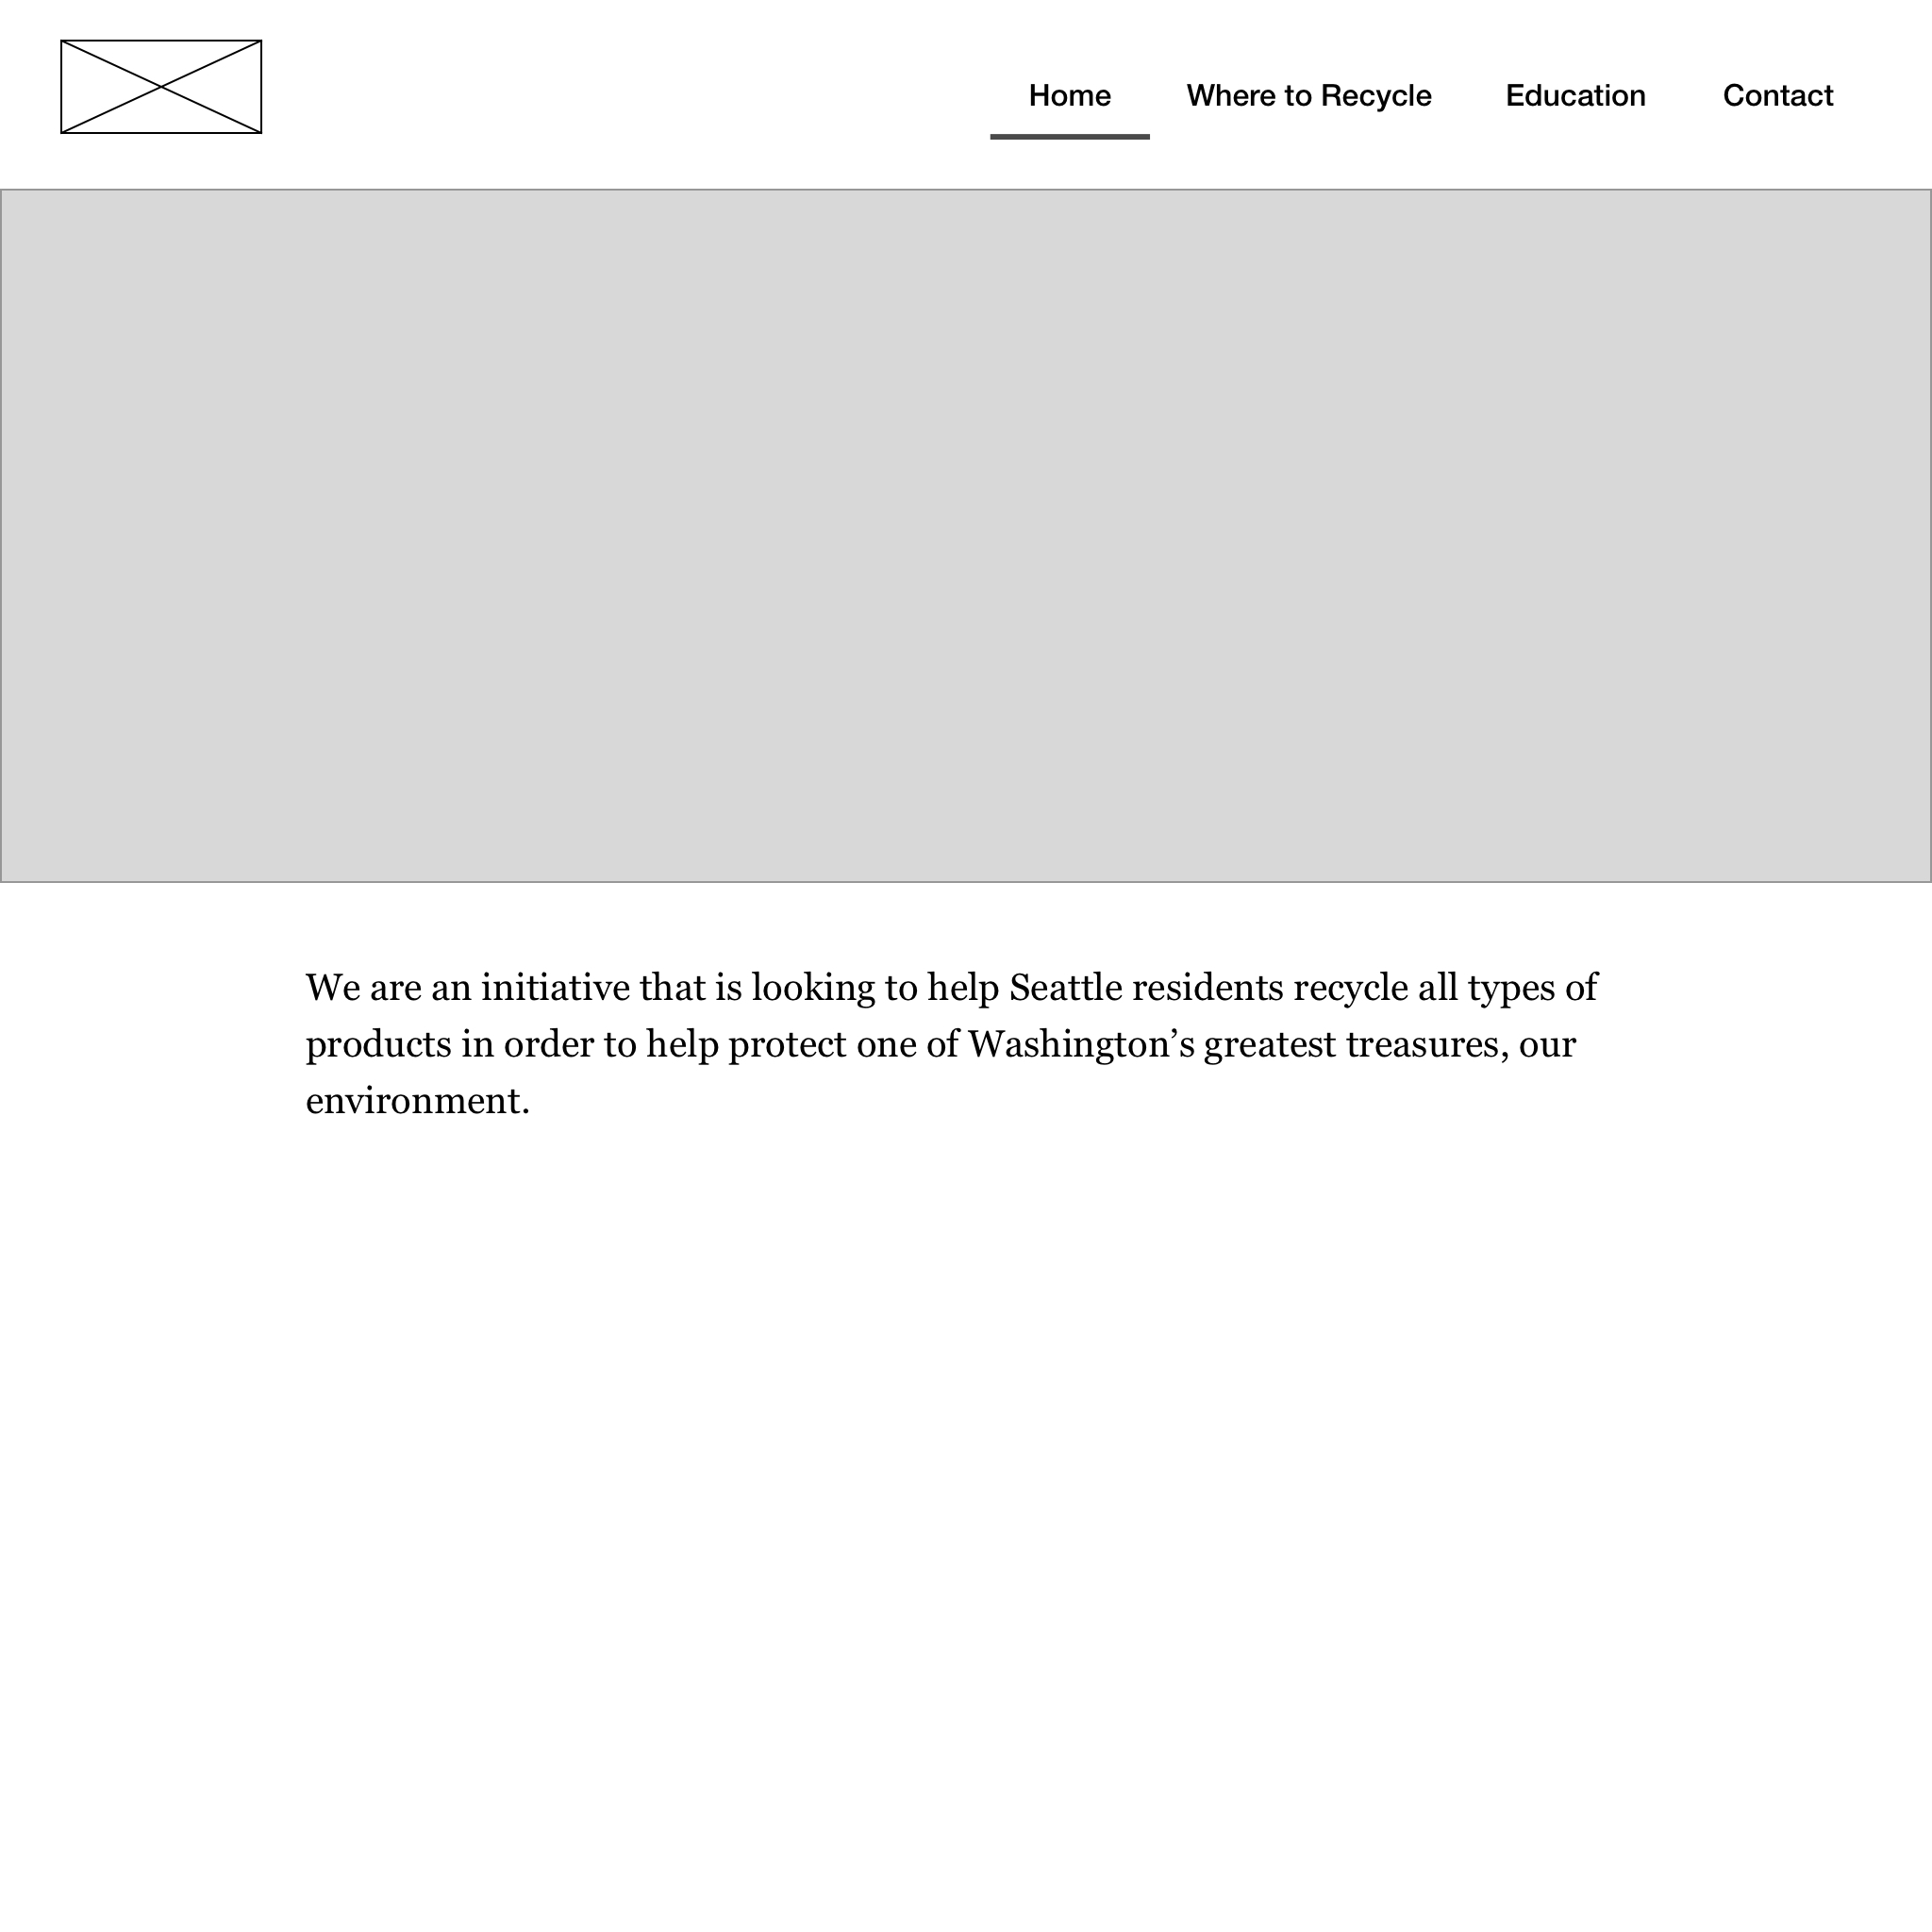 Home Where to Recycle Education Contact
We are an initiative that is looking to help Seattle residents recycle all types of
products in order to help protect one of Washington’s greatest treasures, our
environment.